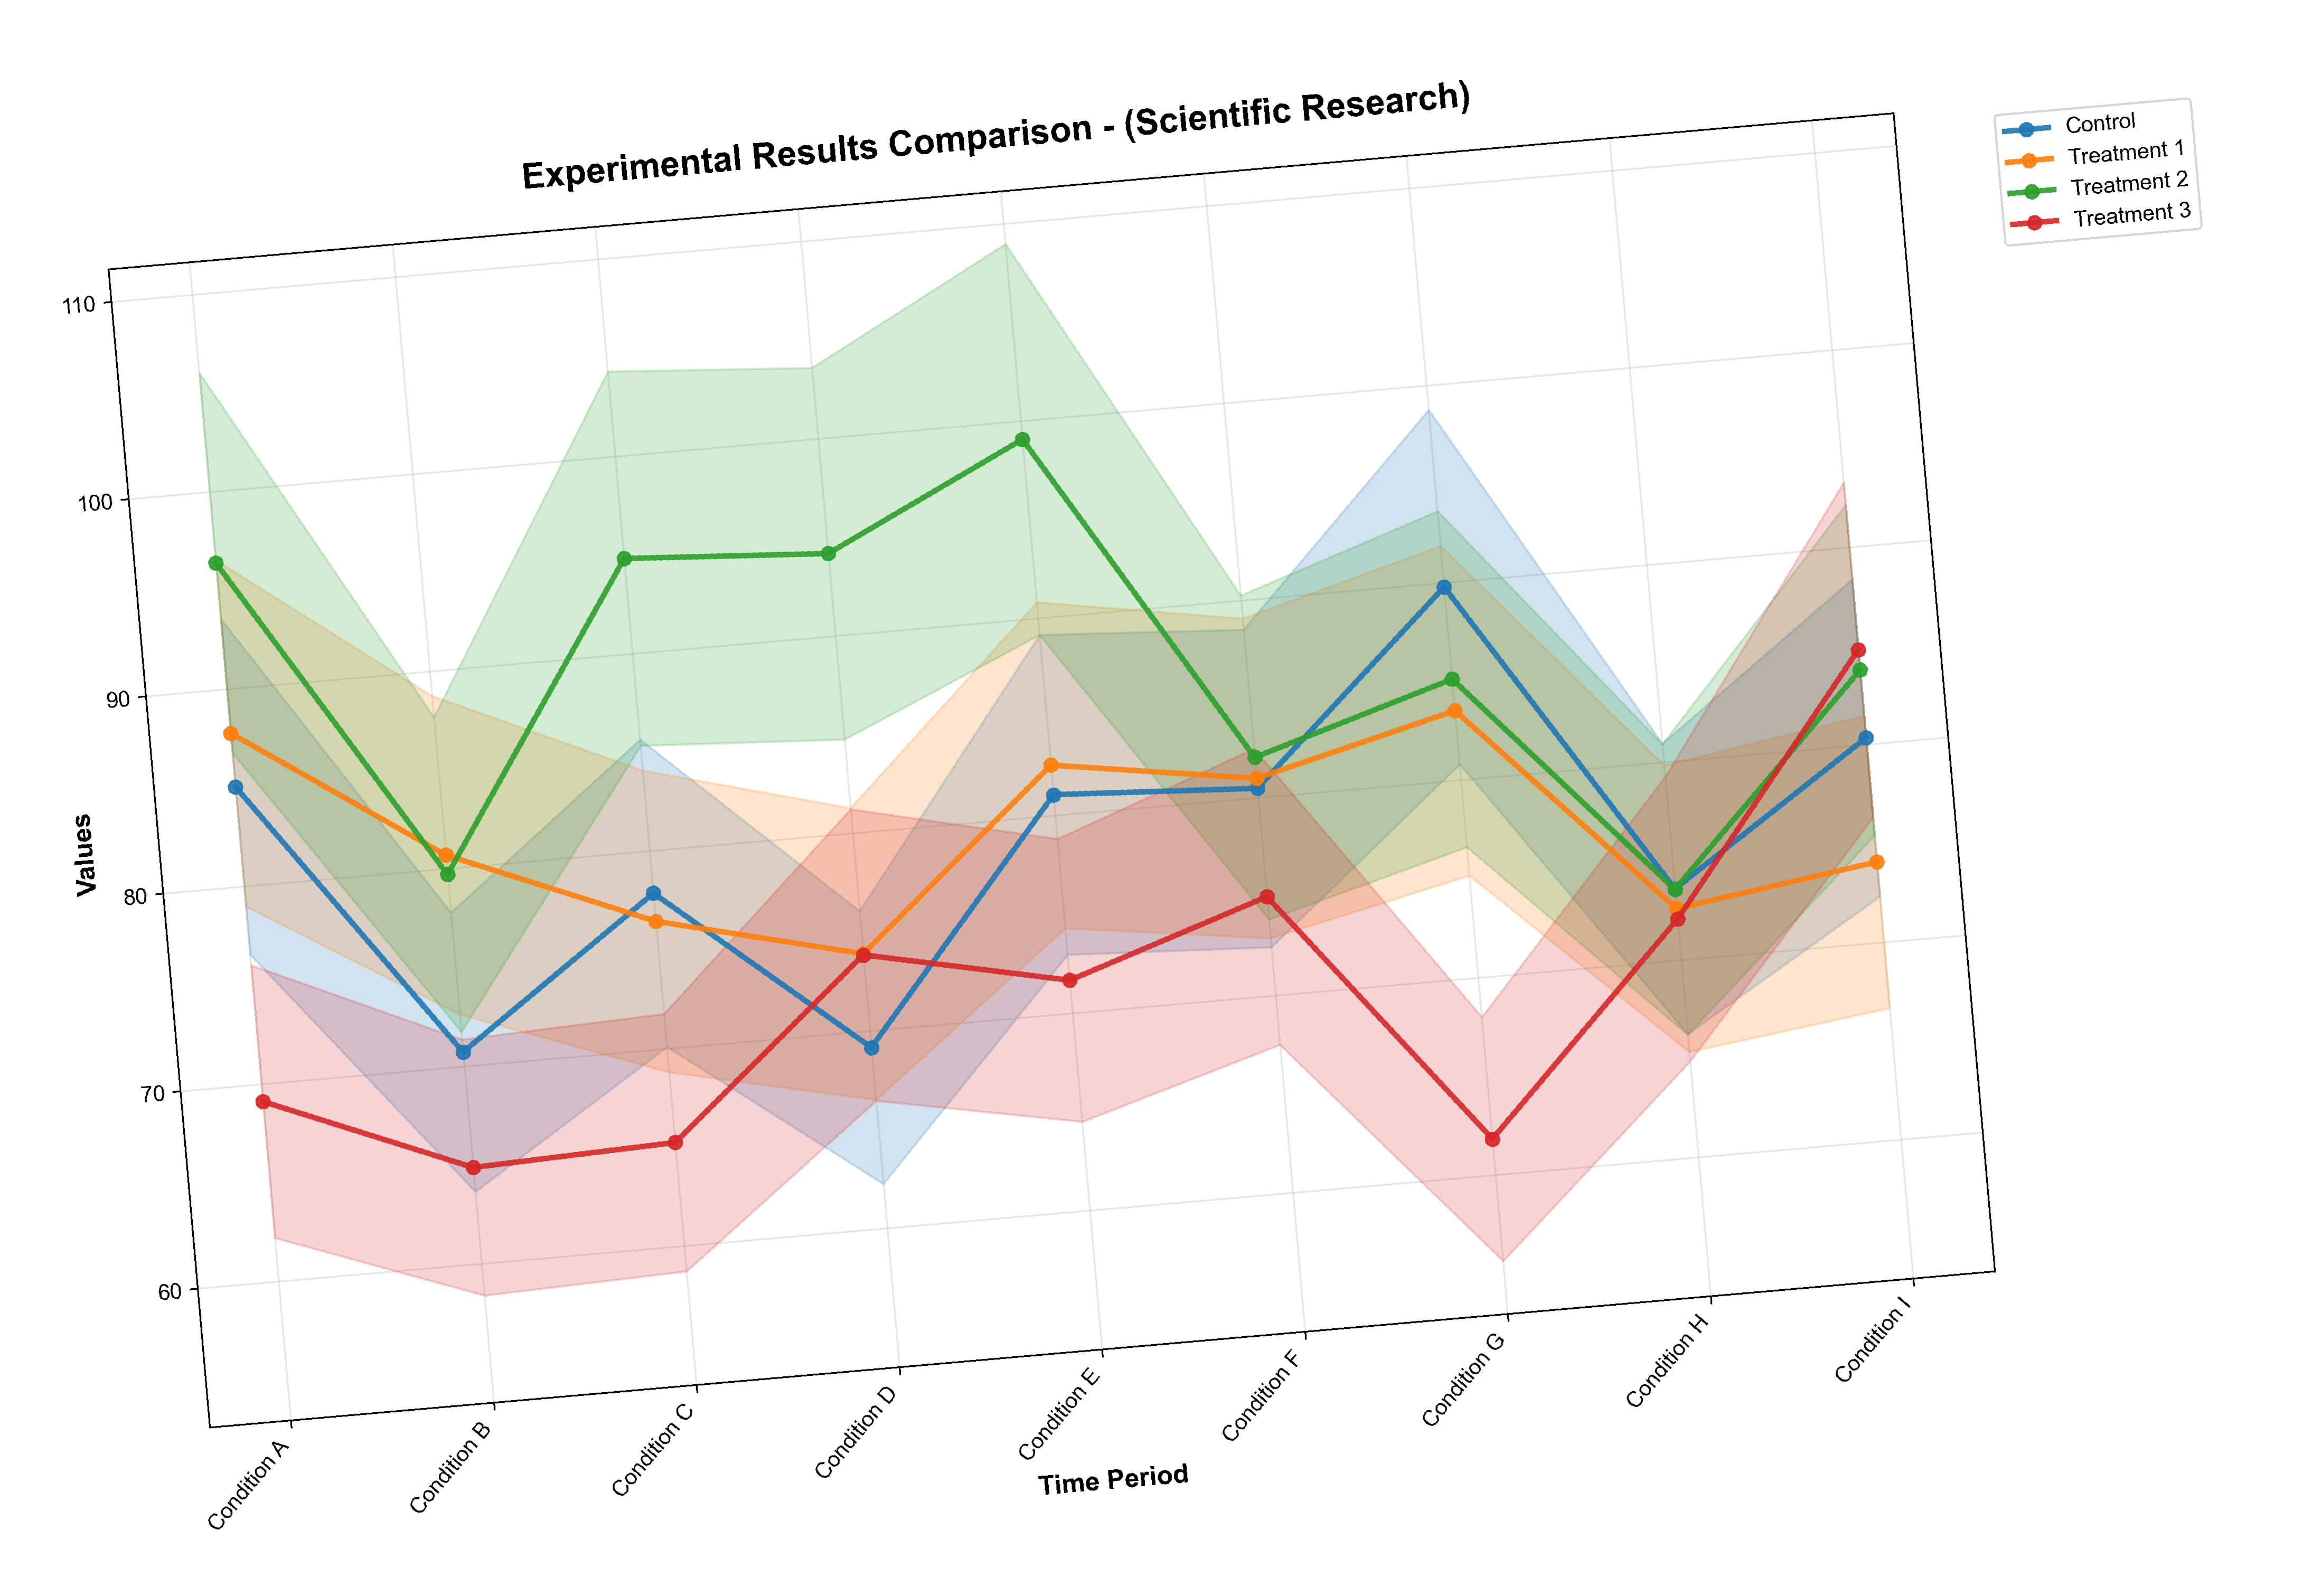 Experimental Results Comparison - (Scientific Research)
Control
Treatment 1
Treatment 2
Treatment 3
Values
110
100
90
80
70
60
Condition A
Condition B
Condition C
Condition D
Condition E
Condition F
Condition G
Condition H
Condition I
Time Period